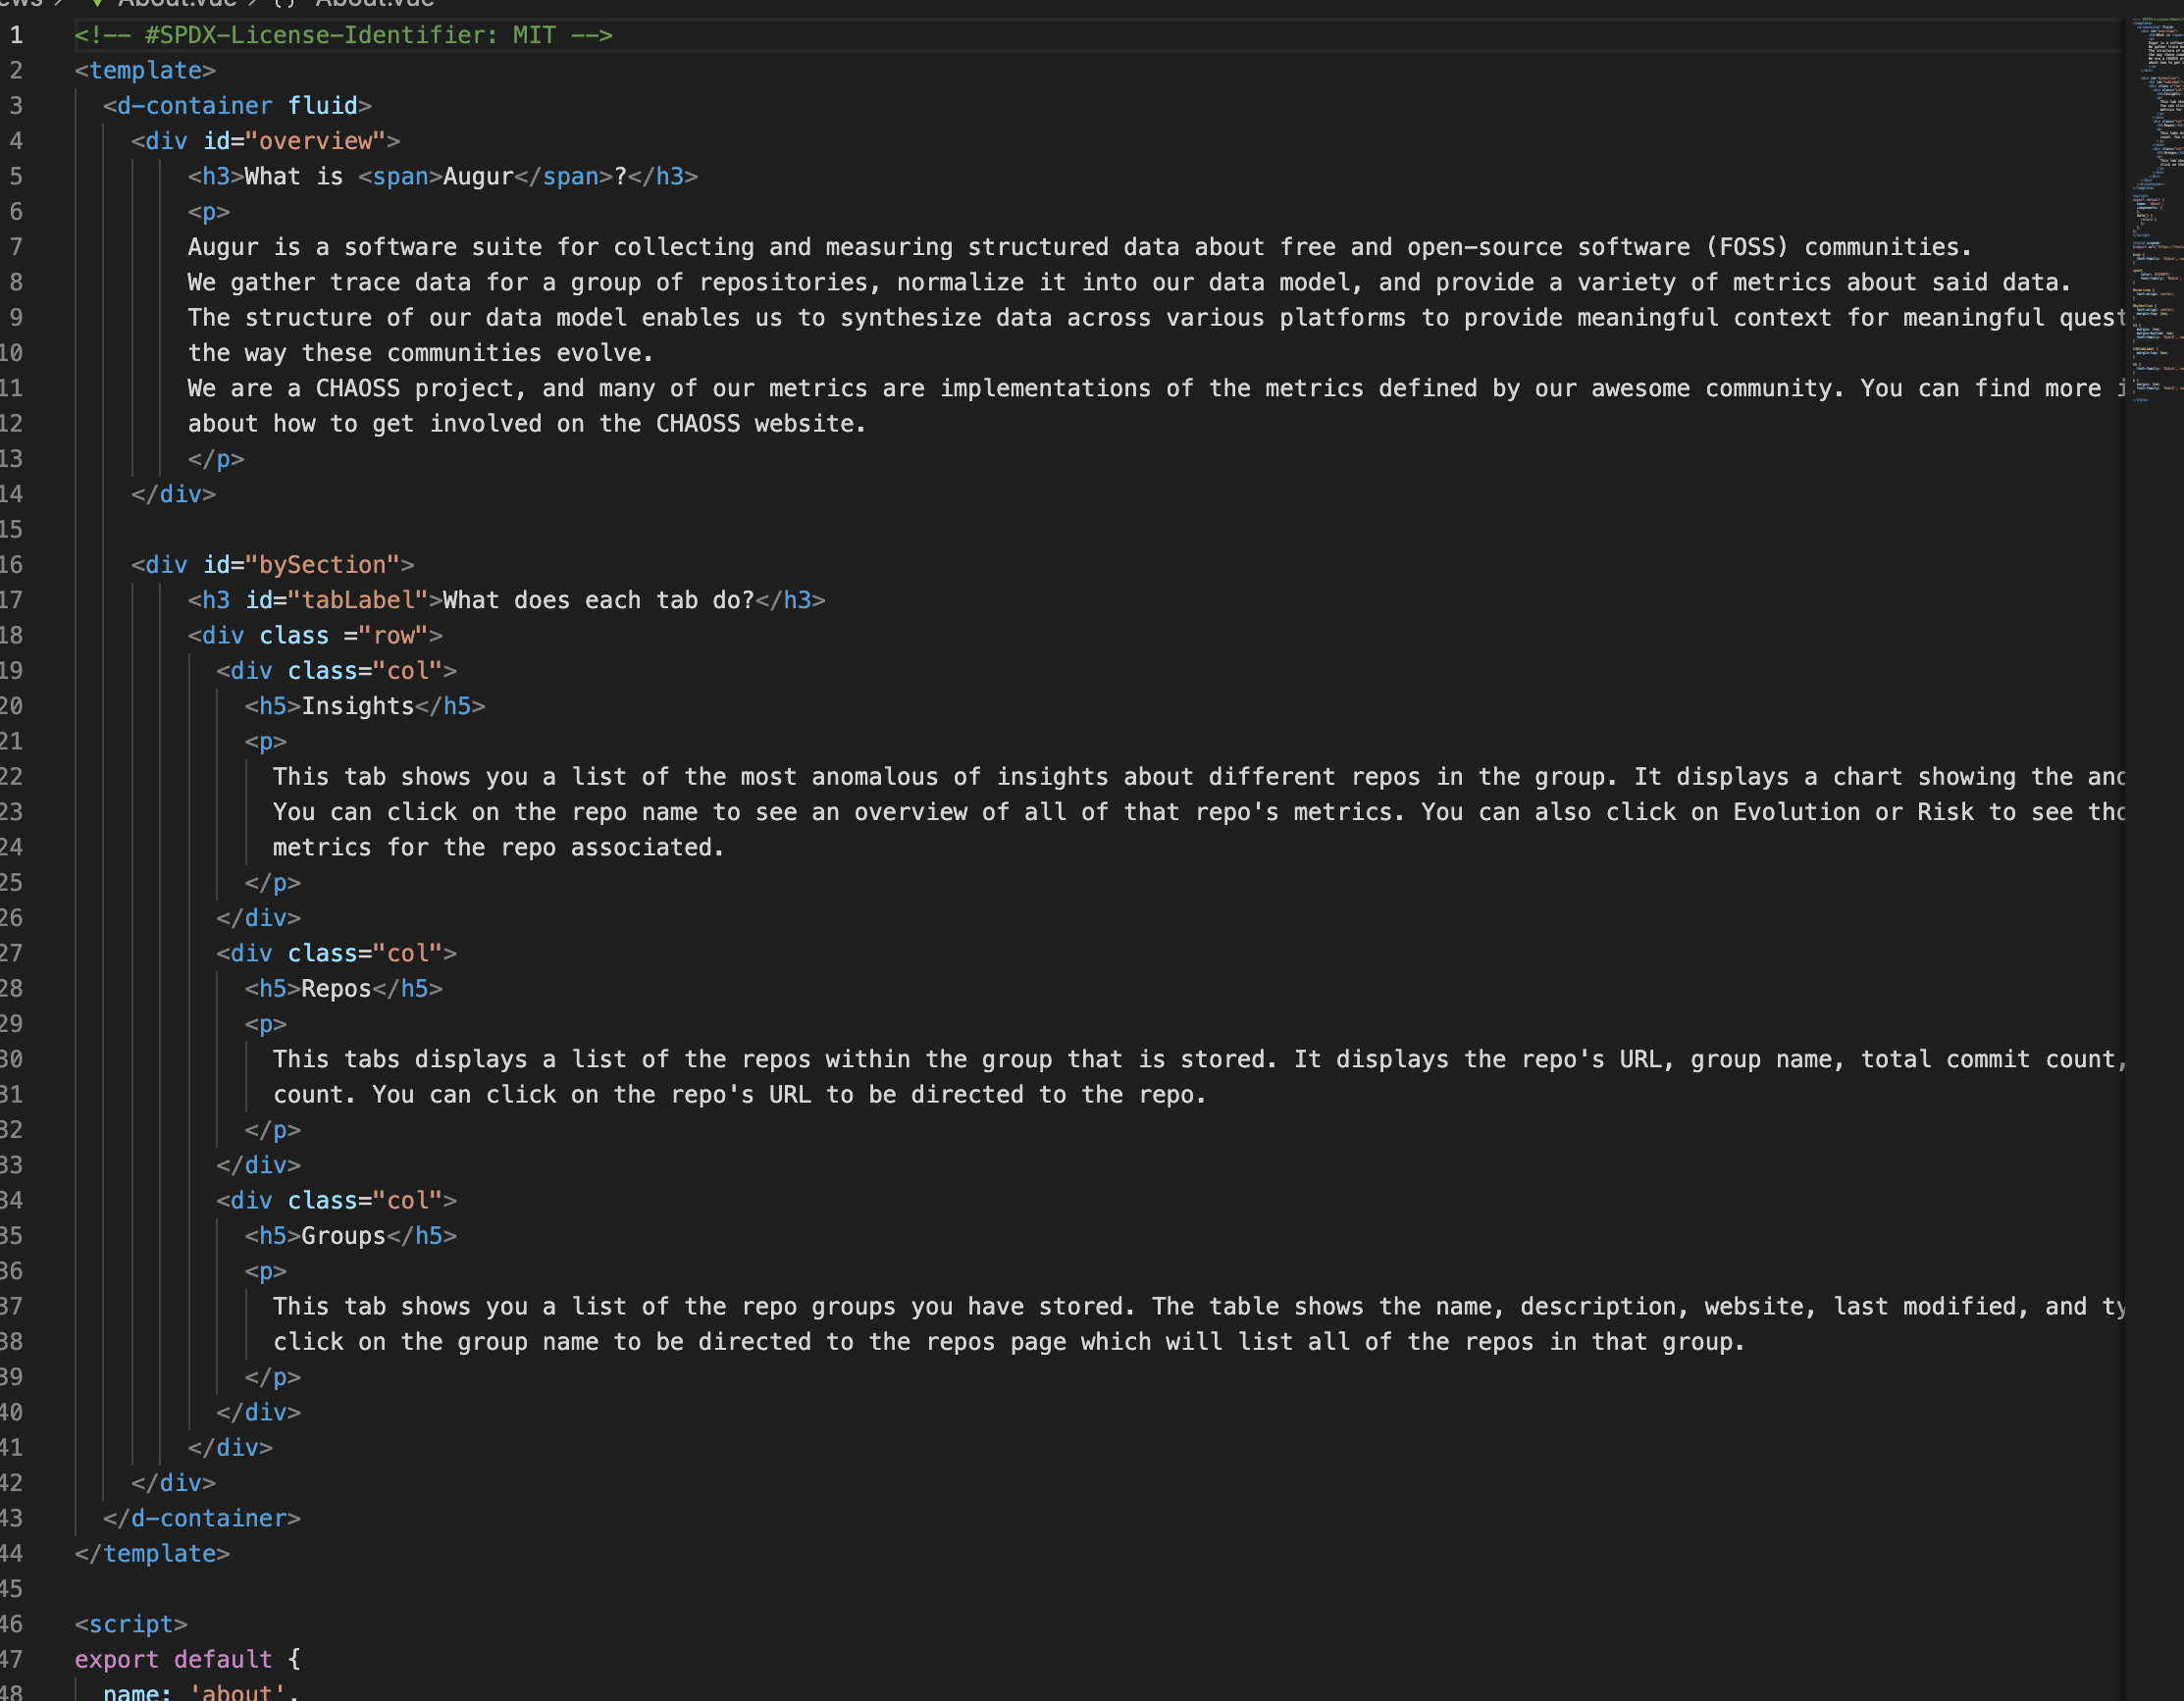 About.vue > {} About.vue
1 <!-- #SPDX-License-Identifier: MIT -->
2 <template>
3 <d-container fluid>
4 <div id="overview">
5 <h3>What is <span>Augur</span>?</h3>
6 <p>
7 Augur is a software suite for collecting and measuring structured data about free and open-source software (FOSS) communities.
8 We gather trace data for a group of repositories, normalize it into our data model, and provide a variety of metrics about said data.
9 The structure of our data model enables us to synthesize data across various platforms to provide meaningful context for meaningful quest
10 the way these communities evolve.
11 We are a CHAOSS project, and many of our metrics are implementations of the metrics defined by our awesome community. You can find more i
12 about how to get involved on the CHAOSS website.
13 </p>
14 </div>
15
16 <div id="bySection">
17 <h3 id="tabLabel">What does each tab do?</h3>
18 <div class ="row">
19 <div class="col">
20 <h5>Insights</h5>
21 <p>
22 This tab shows you a list of the most anomalous of insights about different repos in the group. It displays a chart showing the ano
23 You can click on the repo name to see an overview of all of that repo's metrics. You can also click on Evolution or Risk to see tho
24 metrics for the repo associated.
25 </p>
26 </div>
27 <div class="col">
28 <h5>Repos</h5>
29 <p>
30 This tabs displays a list of the repos within the group that is stored. It displays the repo's URL, group name, total commit count,
31 count. You can click on the repo's URL to be directed to the repo.
32 </p>
33 </div>
34 <div class="col">
35 <h5>Groups</h5>
36 <p>
37 This tab shows you a list of the repo groups you have stored. The table shows the name, description, website, last modified, and ty
38 click on the group name to be directed to the repos page which will list all of the repos in that group.
39 </p>
40 </div>
41 </div>
42 </div>
43 </d-container>
44 </template>
45
46 <script>
47 export default {
48 name: 'about',